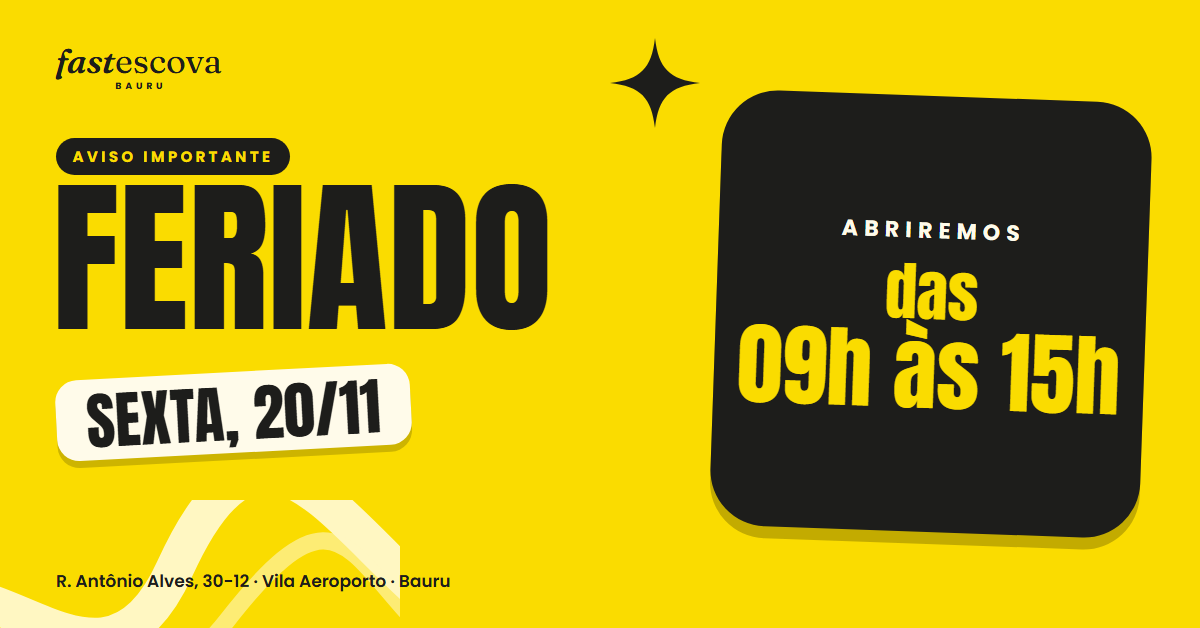 fastescova
BAURU
AVISO IMPORTANTE
FERIADO
SEXTA, 20/11
R. Antônio Alves, 30-12 · Vila Aeroporto · Bauru
ABRIREMOS
das
09h às 15h